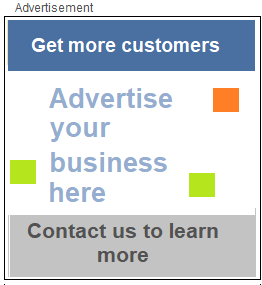 Advertisement
Get more customers
Advertise
your
business
here
Contact us to learn
more